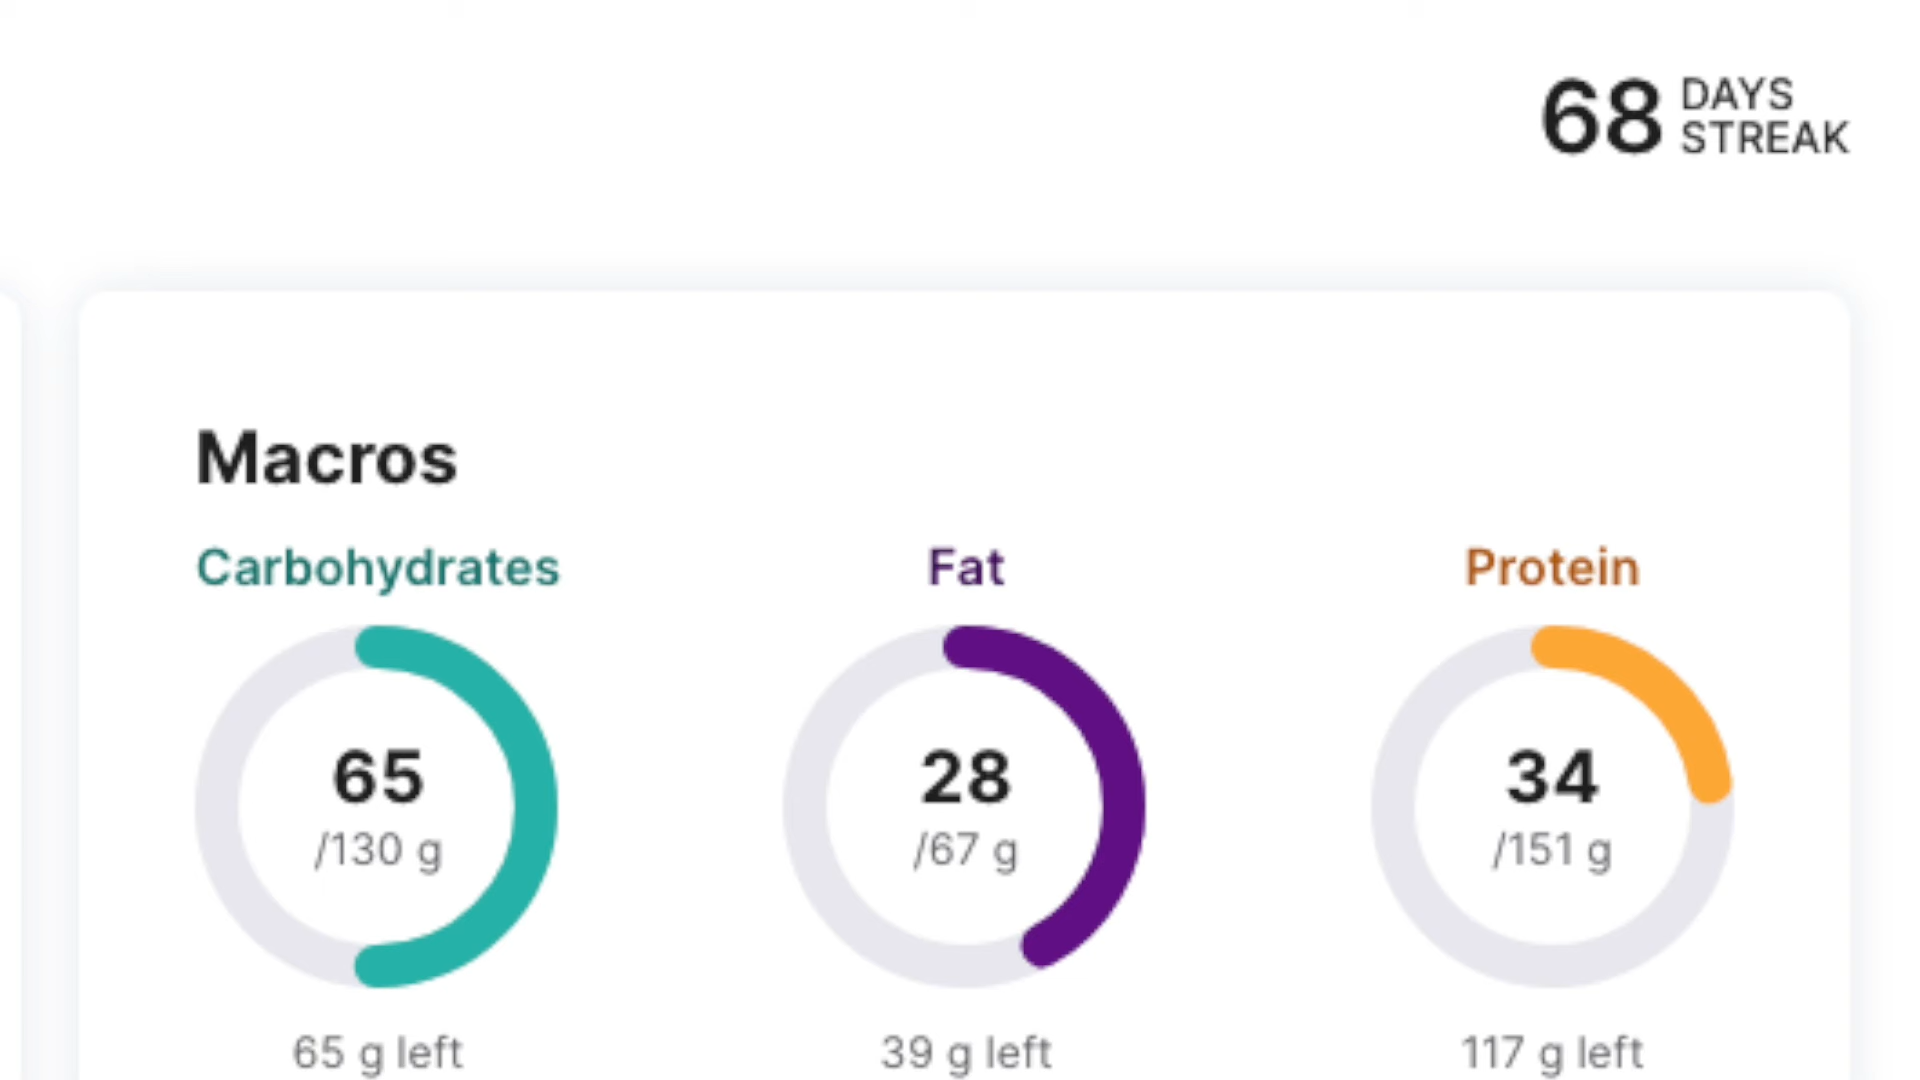 68 DAYS
STREAK
Macros
Carbohydrates
65
/130 g
65 g left
Fat
28
/67 g
39 g left
Protein
34
/151 g
117 g left